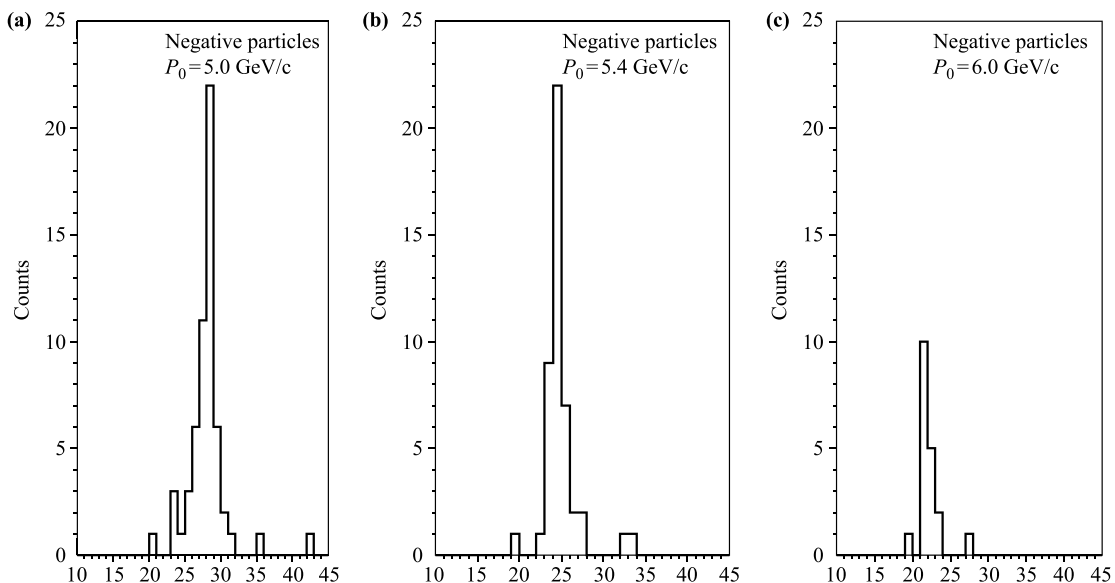 (a)
25
20
15
10
5
0
Counts
Negative particles
P₀ = 5.0 GeV/c
10 15 20 25 30 35 40 45
(b)
25
20
15
10
5
0
Counts
Negative particles
P₀ = 5.4 GeV/c
10 15 20 25 30 35 40 45
(c)
25
20
15
10
5
0
Counts
Negative particles
P₀ = 6.0 GeV/c
10 15 20 25 30 35 40 45